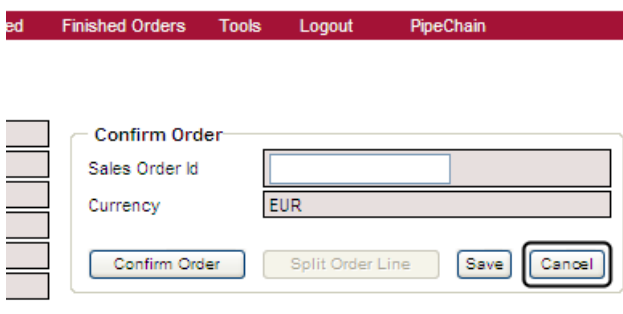 ed Finished Orders Tools Logout PipeChain
Confirm Order
Sales Order Id
Currency EUR
Confirm Order Split Order Line Save Cancel